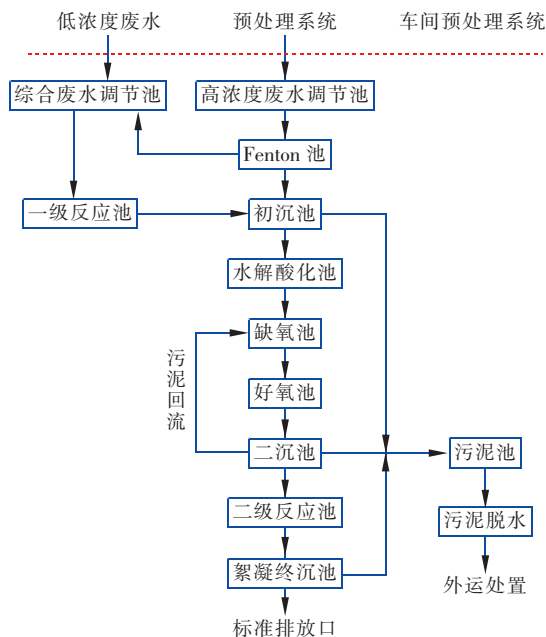 低浓度废水
预处理系统
车间预处理系统
综合废水调节池
高浓度废水调节池
Fenton 池
一级反应池
初沉池
水解酸化池
缺氧池
污泥回流
好氧池
二沉池
污泥池
二级反应池
污泥脱水
絮凝终沉池
外运处置
标准排放口